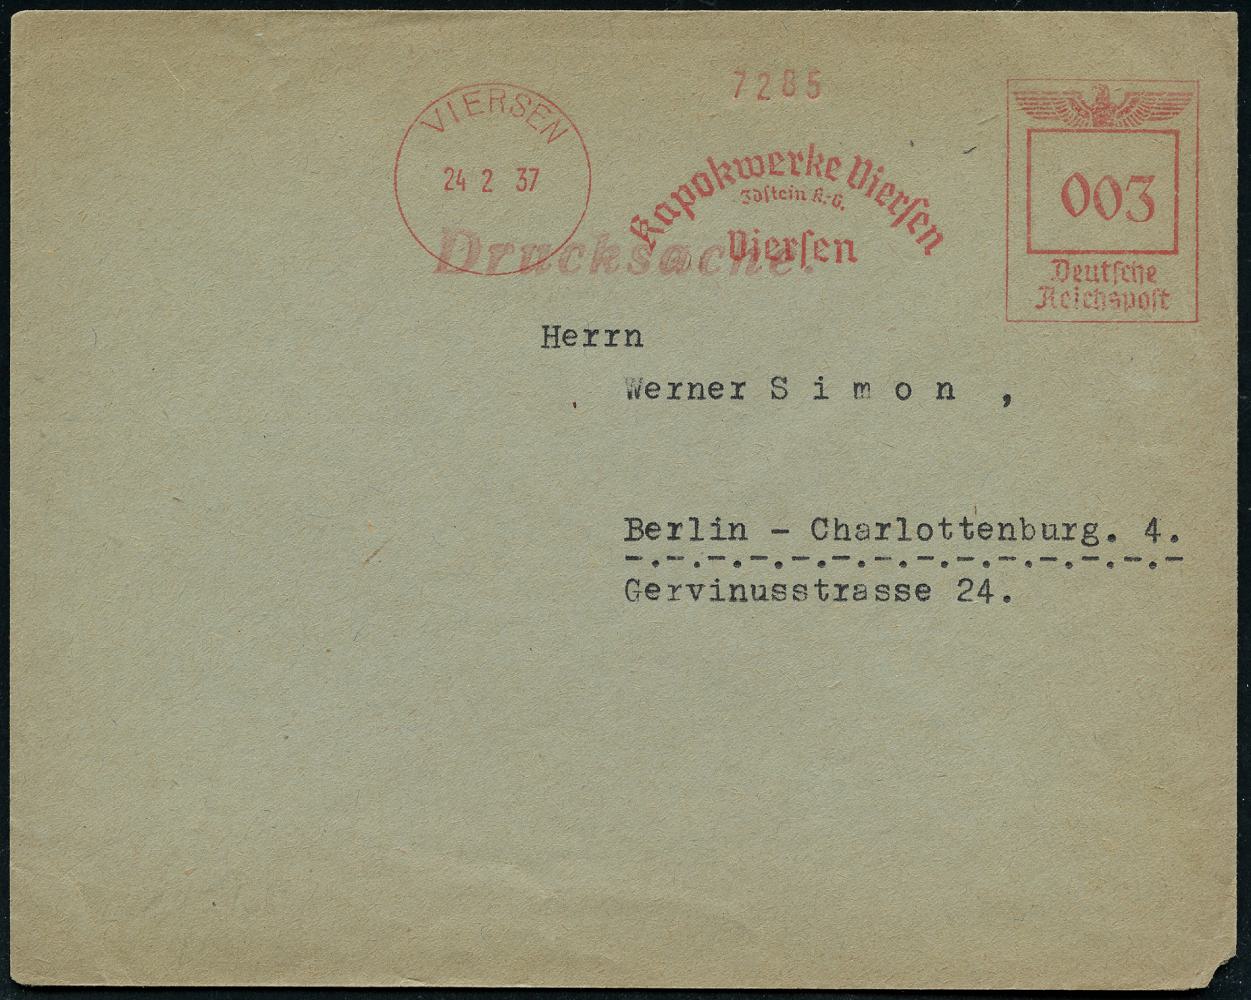 7285
VIERSEN
24 2 37
Kapokwerke Viersen
Idstein K.-G.
Viersen
Drucksache.
003
Deutsche
Reichspost
Herrn
Werner S i m o n ,
Berlin - Charlottenburg. 4.
-.-.-.-.-.-.-.-.-.-.-.-.-.-
Gervinusstrasse 24.